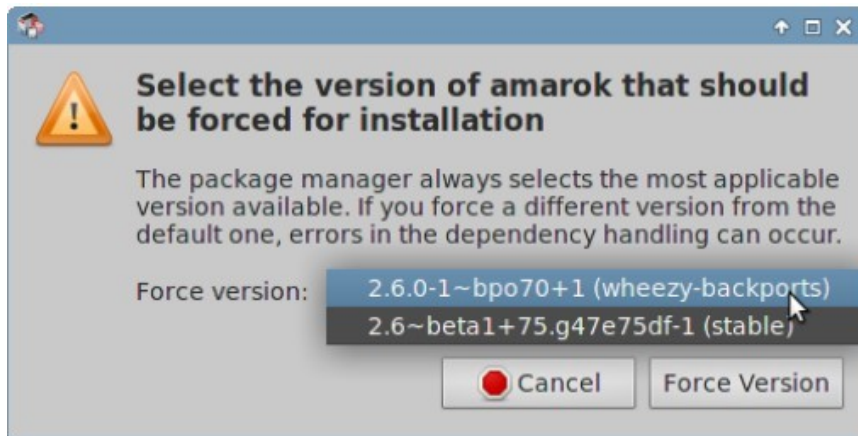 Select the version of amarok that should
be forced for installation
The package manager always selects the most applicable
version available. If you force a different version from the
default one, errors in the dependency handling can occur.
Force version: 2.6.0-1~bpo70+1 (wheezy-backports)
2.6~beta1+75.g47e75df-1 (stable)
Cancel Force Version